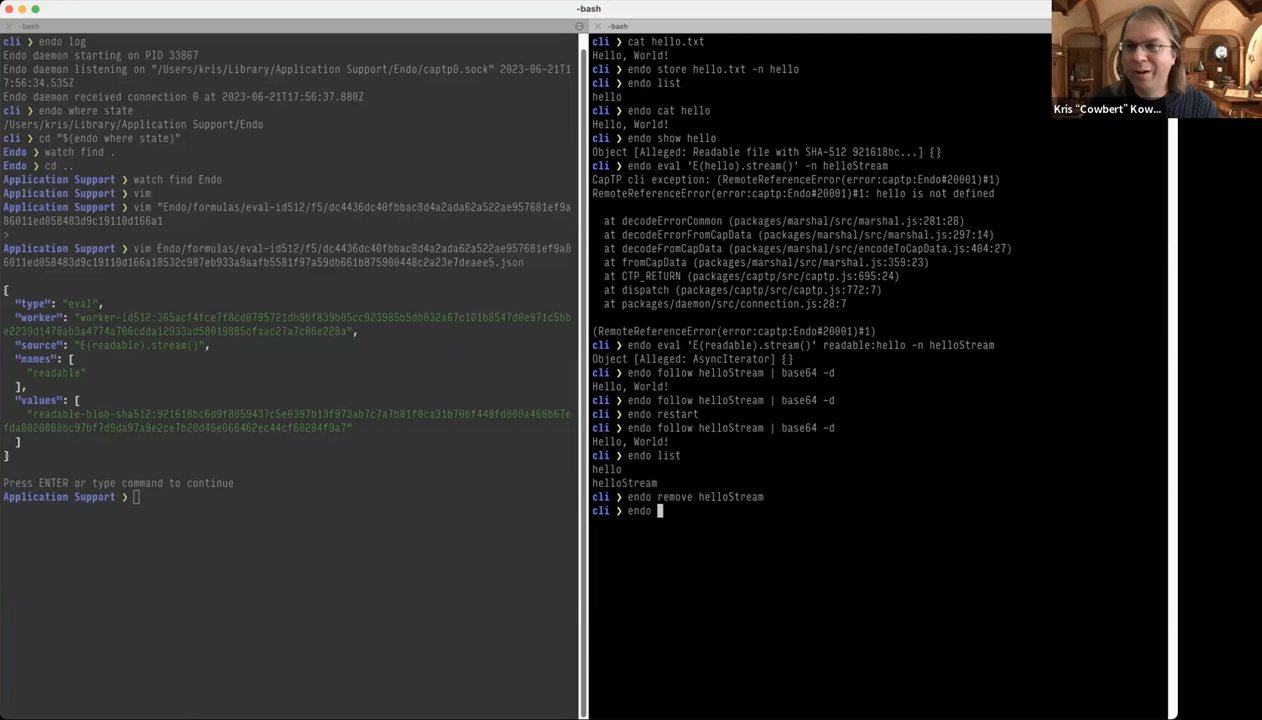 -bash
-bash
cli ❯ endo log
Endo daemon starting on PID 33867
Endo daemon listening on "/Users/kris/Library/Application Support/Endo/captp0.sock" 2023-06-21T1
7:56:34.535Z
Endo daemon received connection 0 at 2023-06-21T17:56:37.880Z
cli ❯ endo where state
/Users/kris/Library/Application Support/Endo
cli ❯ cd "$(endo where state)"
Endo ❯ watch find .
Endo ❯ cd ..
Application Support ❯ watch find Endo
Application Support ❯ vim
Application Support ❯ vim "Endo/formulas/eval-id512/f5/dc4436dc40fbbac8d4a2ada62a522ae957681ef9a
86011ed058483d9c19110d166a1
>
Application Support ❯ vim Endo/formulas/eval-id512/f5/dc4436dc40fbbac8d4a2ada62a522ae957681ef9a8
6011ed058483d9c19110d166a18532c987eb933a9aafb5581f97a59db661b875900448c2a23e7deaee5.json
{
"type": "eval",
"worker":
"source": "E(readable).stream()",
"names": [
"readable"
],
"values": [
]
}
Press ENTER or type command to continue
Application Support ❯
-bash
cli ❯ cat hello.txt
Hello, World!
cli ❯ endo store hello.txt -n hello
cli ❯ endo list
hello
cli ❯ endo cat hello
Hello, World!
cli ❯ endo show hello
Object [Alleged: Readable file with SHA-512 921618bc...] {}
cli ❯ endo eval 'E(hello).stream()' -n helloStream
CapTP cli exception: (RemoteReferenceError(error:captp:Endo#20001)#1)
RemoteReferenceError(error:captp:Endo#20001)#1: hello is not defined
at decodeErrorCommon (packages/marshal/src/marshal.js:281:28)
at decodeErrorFromCapData (packages/marshal/src/marshal.js:297:14)
at decodeFromCapData (packages/marshal/src/encodeToCapData.js:404:27)
at fromCapData (packages/marshal/src/marshal.js:359:23)
at CTP_RETURN (packages/captp/src/captp.js:695:24)
at dispatch (packages/captp/src/captp.js:772:7)
at packages/daemon/src/connection.js:28:7
(RemoteReferenceError(error:captp:Endo#20001)#1)
cli ❯ endo eval 'E(readable).stream()' readable:hello -n helloStream
Object [Alleged: AsyncIterator] {}
cli ❯ endo follow helloStream | base64 -d
Hello, World!
cli ❯ endo follow helloStream | base64 -d
cli ❯ endo restart
cli ❯ endo follow helloStream | base64 -d
Hello, World!
cli ❯ endo list
hello
helloStream
cli ❯ endo remove helloStream
cli ❯ endo
Kris "Cowbert" Kow...